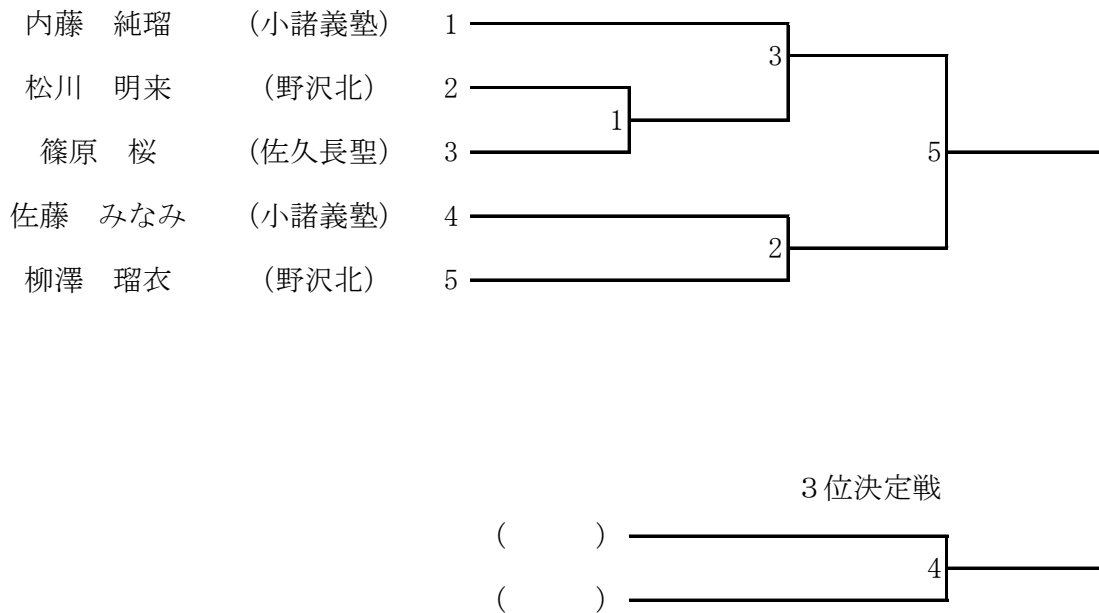 内藤　純瑠　（小諸義塾）　1
3
松川　明来　（野沢北）　2
1
篠原　桜　（佐久長聖）　3　5
佐藤　みなみ　（小諸義塾）　4
2
柳澤　瑠衣　（野沢北）　5
３位決定戦
（　　　）
4
（　　　）